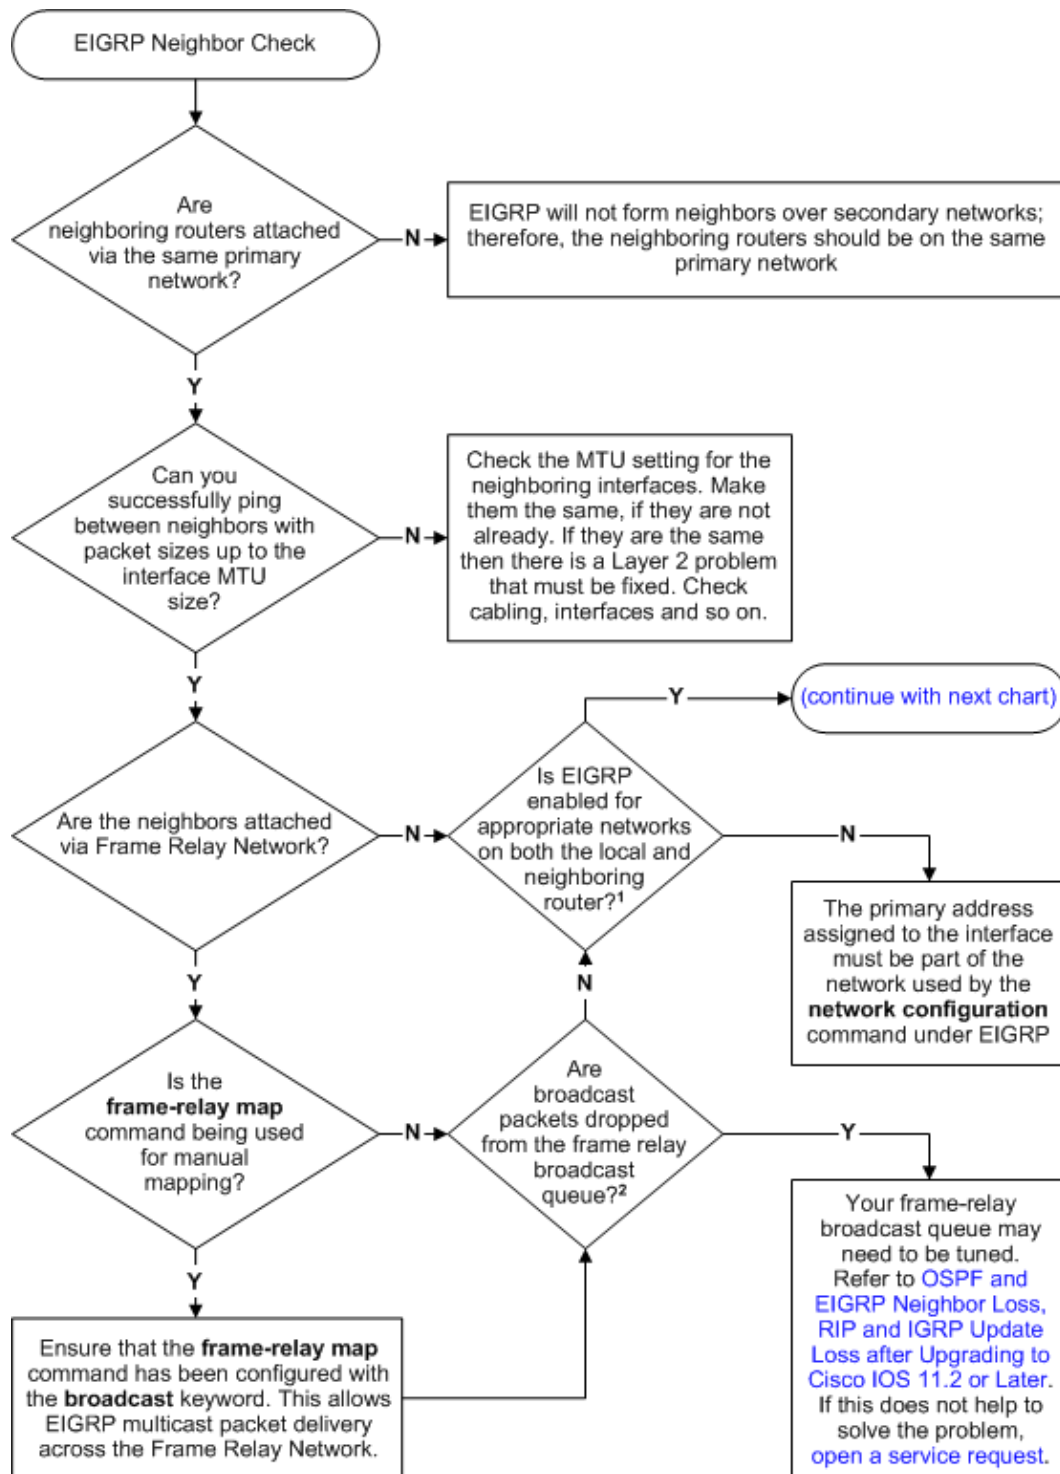 EIGRP Neighbor Check
Are
neighboring routers attached
via the same primary
network?
N
EIGRP will not form neighbors over secondary networks;
therefore, the neighboring routers should be on the same
primary network
Y
Can you
successfully ping
between neighbors with
packet sizes up to the
interface MTU
size?
N
Check the MTU setting for the
neighboring interfaces. Make
them the same, if they are not
already. If they are the same
then there is a Layer 2 problem
that must be fixed. Check
cabling, interfaces and so on.
Y
Are the neighbors attached
via Frame Relay Network?
N
Is EIGRP
enabled for
appropriate networks
on both the local and
neighboring
router?¹
Y
(continue with next chart)
N
The primary address
assigned to the interface
must be part of the
network used by the
network configuration
command under EIGRP
Y
Is the
frame-relay map
command being used
for manual
mapping?
N
Are
broadcast
packets dropped
from the frame relay
broadcast
queue?²
N
Y
Your frame-relay
broadcast queue may
need to be tuned.
Refer to OSPF and
EIGRP Neighbor Loss,
RIP and IGRP Update
Loss after Upgrading to
Cisco IOS 11.2 or Later.
If this does not help to
solve the problem,
open a service request.
Y
Ensure that the frame-relay map
command has been configured with
the broadcast keyword. This allows
EIGRP multicast packet delivery
across the Frame Relay Network.